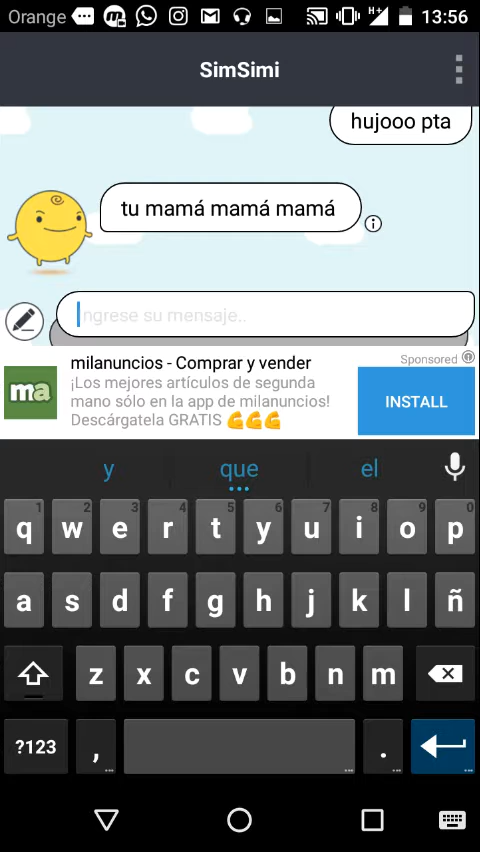 Orange
H+
13:56
SimSimi
hujooo pta
tu mamá mamá mamá
Ingrese su mensaje..
milanuncios - Comprar y vender
Sponsored
ma
¡Los mejores artículos de segunda
mano sólo en la app de milanuncios!
Descárgatela GRATIS 💪💪💪
INSTALL
y que el
1 2 3 4 5 6 7 8 9 0
q w e r t y u i o p
a s d f g h j k l ñ
z x c v b n m
?123 , .